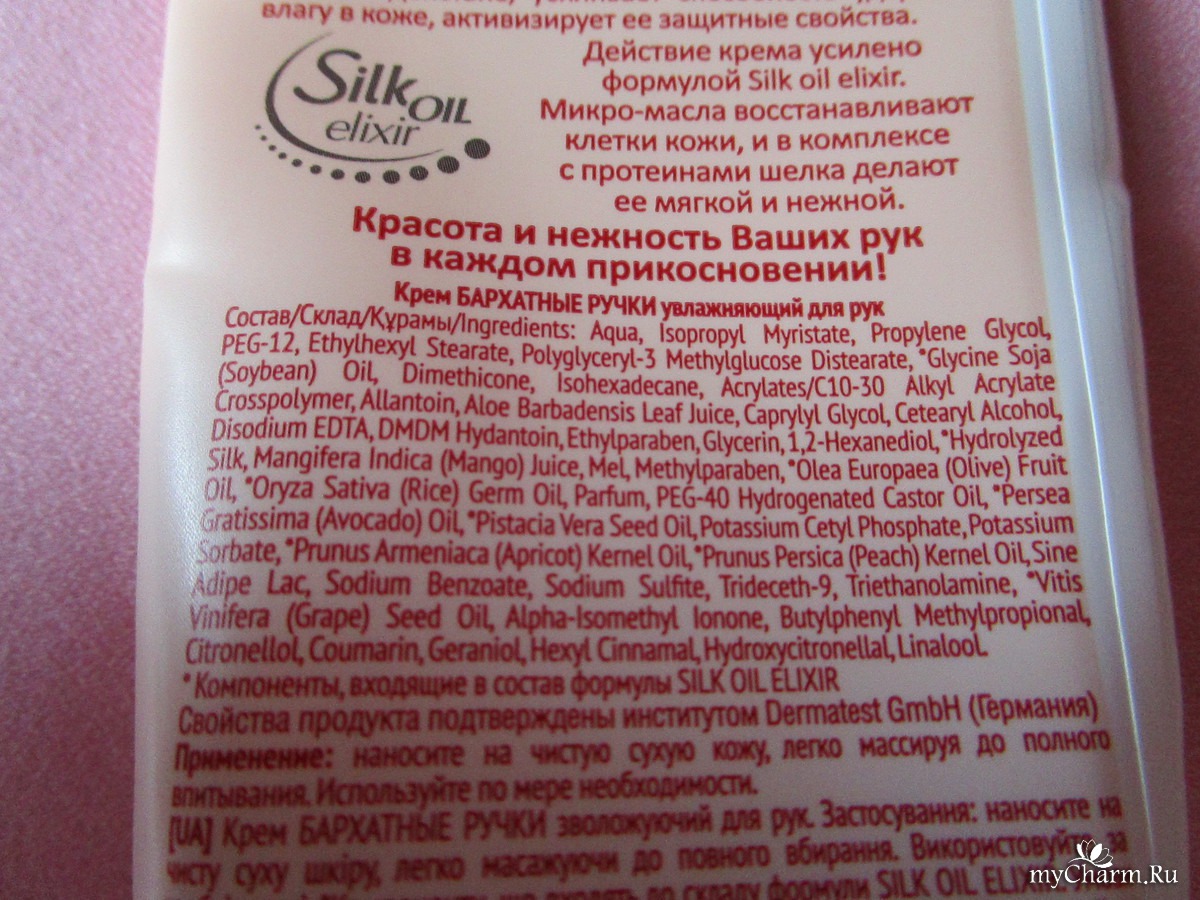 влагу в коже, активизирует ее защитные свойства.
Silk OIL
elixir
Действие крема усилено
формулой Silk oil elixir.
Микро-масла восстанавливают
клетки кожи, и в комплексе
с протеинами шелка делают
ее мягкой и нежной.
Красота и нежность Ваших рук
в каждом прикосновении!
Крем БАРХАТНЫЕ РУЧКИ увлажняющий для рук
Состав/Склад/Құрамы/Ingredients: Aqua, Isopropyl Myristate, Propylene Glycol,
PEG-12, Ethylhexyl Stearate, Polyglyceryl-3 Methylglucose Distearate, *Glycine Soja
(Soybean) Oil, Dimethicone, Isohexadecane, Acrylates/C10-30 Alkyl Acrylate
Crosspolymer, Allantoin, Aloe Barbadensis Leaf Juice, Caprylyl Glycol, Cetearyl Alcohol,
Disodium EDTA, DMDM Hydantoin, Ethylparaben, Glycerin, 1,2-Hexanediol, *Hydrolyzed
Silk, Mangifera Indica (Mango) Juice, Mel, Methylparaben, *Olea Europaea (Olive) Fruit
Oil, *Oryza Sativa (Rice) Germ Oil, Parfum, PEG-40 Hydrogenated Castor Oil, *Persea
Gratissima (Avocado) Oil, *Pistacia Vera Seed Oil, Potassium Cetyl Phosphate, Potassium
Sorbate, *Prunus Armeniaca (Apricot) Kernel Oil, *Prunus Persica (Peach) Kernel Oil, Sine
Adipe Lac, Sodium Benzoate, Sodium Sulfite, Trideceth-9, Triethanolamine, *Vitis
Vinifera (Grape) Seed Oil, Alpha-Isomethyl Ionone, Butylphenyl Methylpropional,
Citronellol, Coumarin, Geraniol, Hexyl Cinnamal, Hydroxycitronellal, Linalool.
* Компоненты, входящие в состав формулы SILK OIL ELIXIR
Свойства продукта подтверждены институтом Dermatest GmbH (Германия)
Применение: наносите на чистую сухую кожу, легко массируя до полного
впитывания. Используйте по мере необходимости.
[UA] Крем БАРХАТНЫЕ РУЧКИ зволожуючий для рук. Застосування: наносите на
чисту суху шкіру, легко масажуючи до повного вбирання. Використовуйте за
входять до складу формули SILK OIL ELIXIR
myCharm.Ru